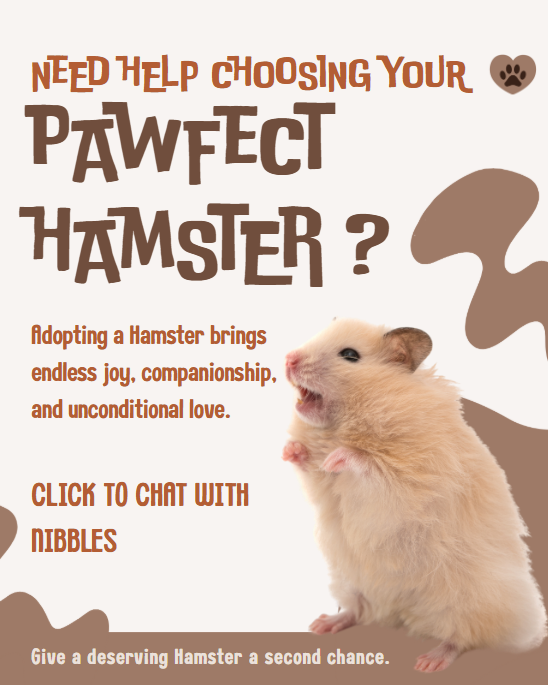 NEED HELP CHOOSING YOUR
PAWFECT
HAMSTER ?
Adopting a Hamster brings
endless joy, companionship,
and unconditional love.
CLICK TO CHAT WITH
NIBBLES
Give a deserving Hamster a second chance.